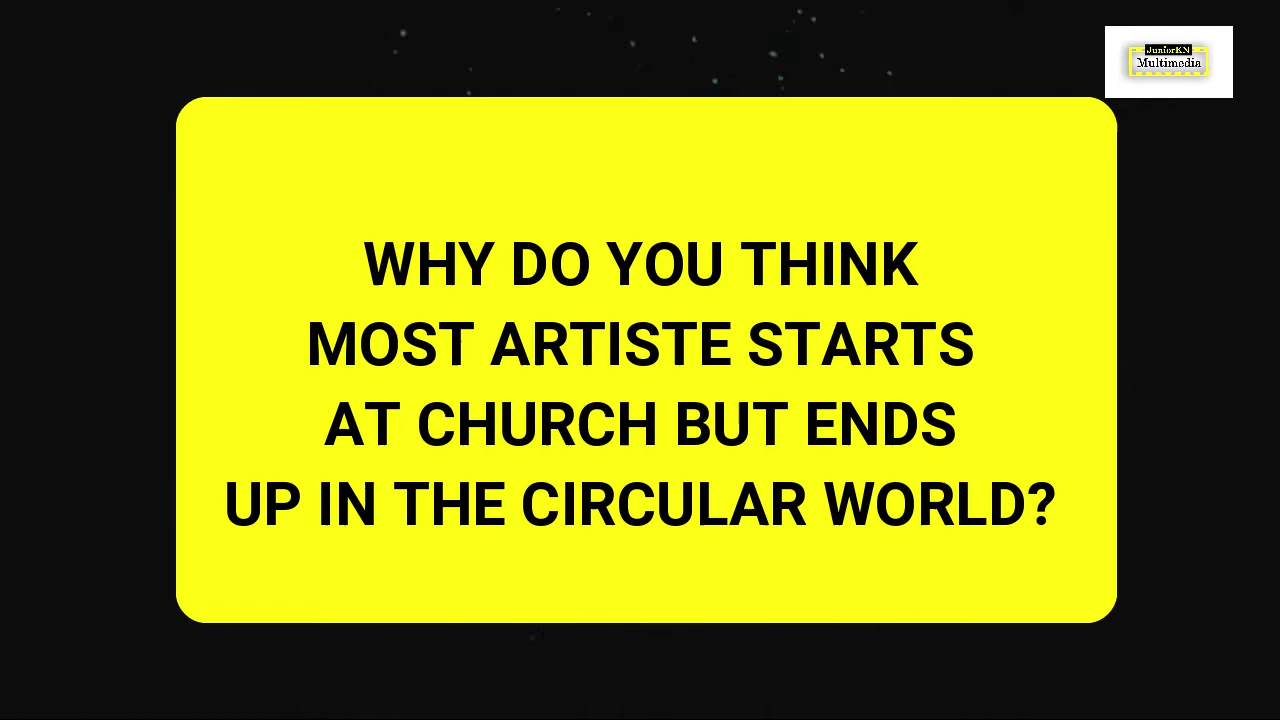 JuniorKN
Multimedia
WHY DO YOU THINK
MOST ARTISTE STARTS
AT CHURCH BUT ENDS
UP IN THE CIRCULAR WORLD?